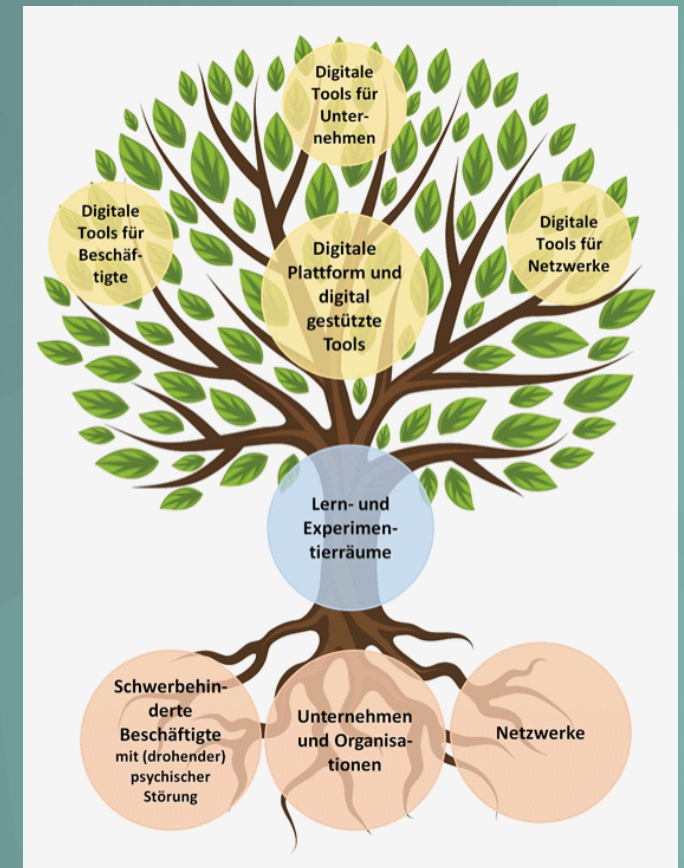 Digitale
Tools für
Unter-
nehmen
Digitale
Tools für
Beschäf-
tigte
Digitale
Plattform und
digital
gestützte
Tools
Digitale
Tools für
Netzwerke
Lern- und
Experimen-
tierräume
Schwerbehin-
derte
Beschäftigte
mit (drohender)
psychischer
Störung
Unternehmen
und Organisa-
tionen
Netzwerke